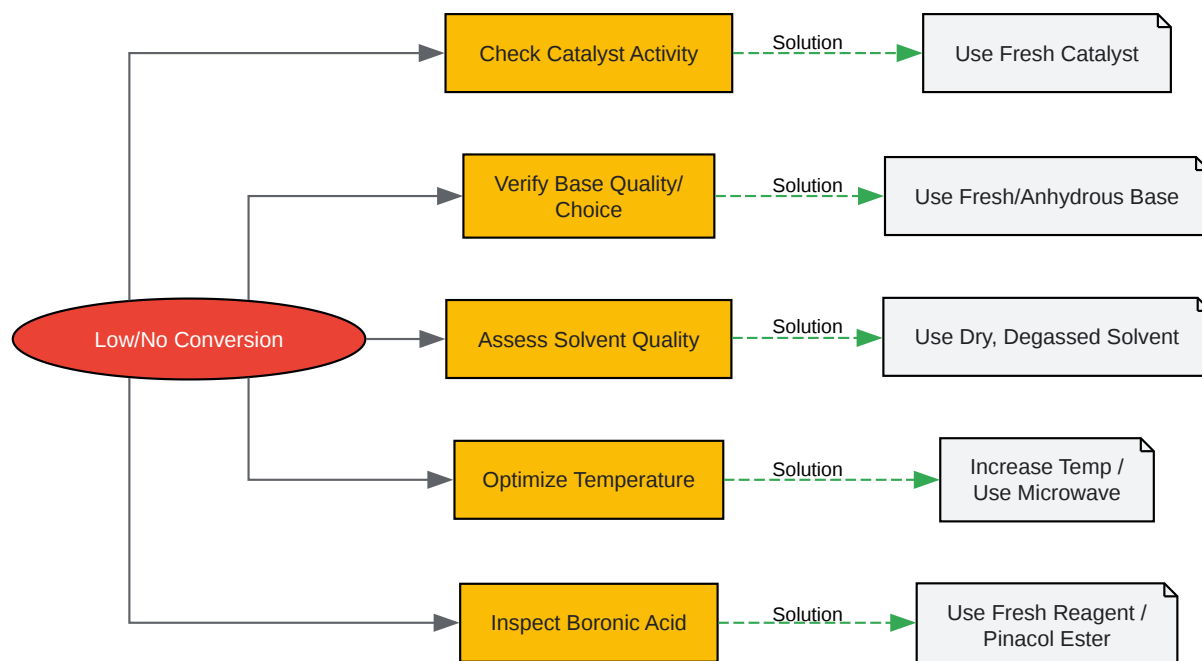 Check Catalyst Activity
Solution
Use Fresh Catalyst
Verify Base Quality/
Choice
Solution
Use Fresh/Anhydrous Base
Low/No Conversion
Assess Solvent Quality
Solution
Use Dry, Degassed Solvent
Optimize Temperature
Solution
Increase Temp /
Use Microwave
Inspect Boronic Acid
Solution
Use Fresh Reagent /
Pinacol Ester